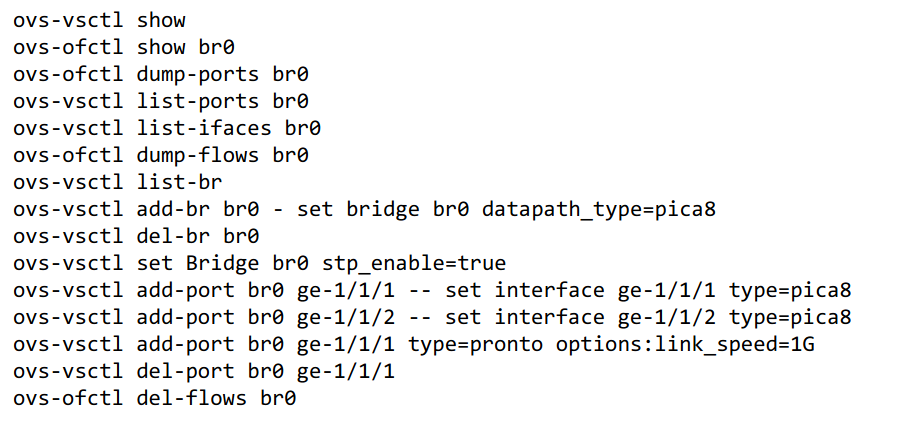 ovs-vsctl show
ovs-ofctl show br0
ovs-ofctl dump-ports br0
ovs-vsctl list-ports br0
ovs-vsctl list-ifaces br0
ovs-ofctl dump-flows br0
ovs-vsctl list-br
ovs-vsctl add-br br0 - set bridge br0 datapath_type=pica8
ovs-vsctl del-br br0
ovs-vsctl set Bridge br0 stp_enable=true
ovs-vsctl add-port br0 ge-1/1/1 -- set interface ge-1/1/1 type=pica8
ovs-vsctl add-port br0 ge-1/1/2 -- set interface ge-1/1/2 type=pica8
ovs-vsctl add-port br0 ge-1/1/1 type=pronto options:link_speed=1G
ovs-vsctl del-port br0 ge-1/1/1
ovs-ofctl del-flows br0